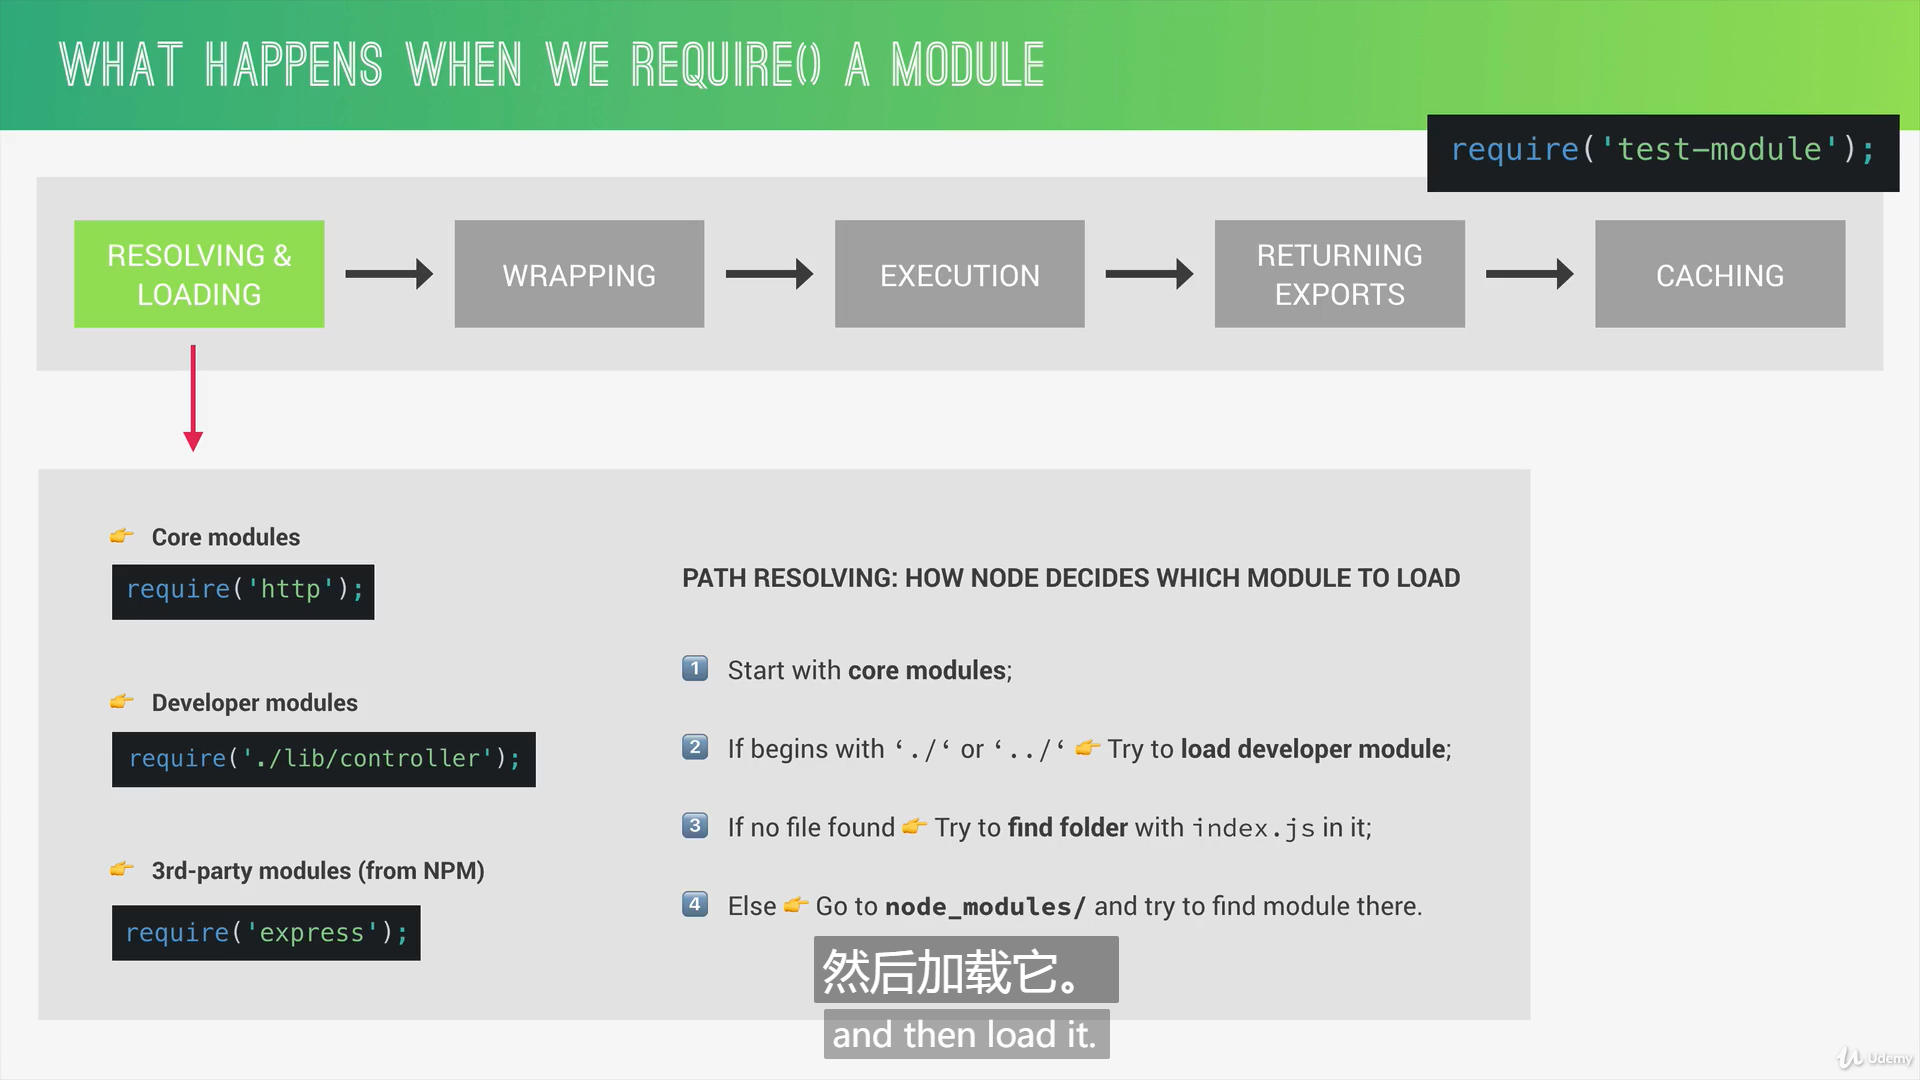 WHAT HAPPENS WHEN WE REQUIRE() A MODULE
require('test-module');
RESOLVING &
LOADING
WRAPPING
EXECUTION
RETURNING
EXPORTS
CACHING
👉 Core modules
require('http');
👉 Developer modules
require('./lib/controller');
👉 3rd-party modules (from NPM)
require('express');
PATH RESOLVING: HOW NODE DECIDES WHICH MODULE TO LOAD
1 Start with core modules;
2 If begins with ‘./‘ or ‘../‘ 👉 Try to load developer module;
3 If no file found 👉 Try to find folder with index.js in it;
4 Else 👉 Go to node_modules/ and try to find module there.
然后加载它。
and then load it.
Udemy